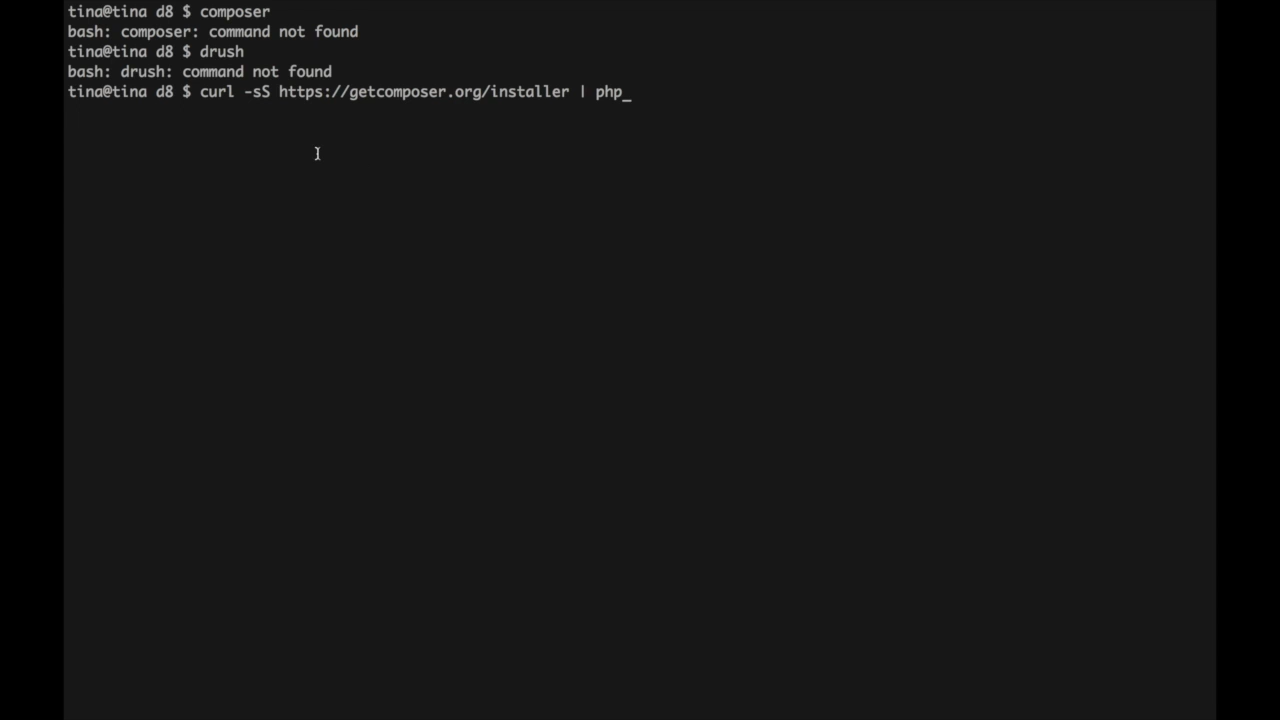 tina@tina d8 $ composer
bash: composer: command not found
tina@tina d8 $ drush
bash: drush: command not found
tina@tina d8 $ curl -sS https://getcomposer.org/installer | php_